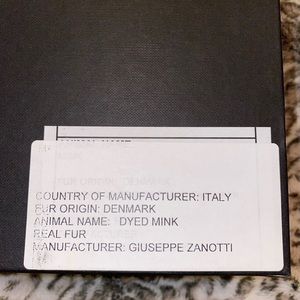 COUNTRY OF MANUFACTURER: ITALY
FUR ORIGIN: DENMARK
ANIMAL NAME: DYED MINK
REAL FUR
MANUFACTURER: GIUSEPPE ZANOTTI